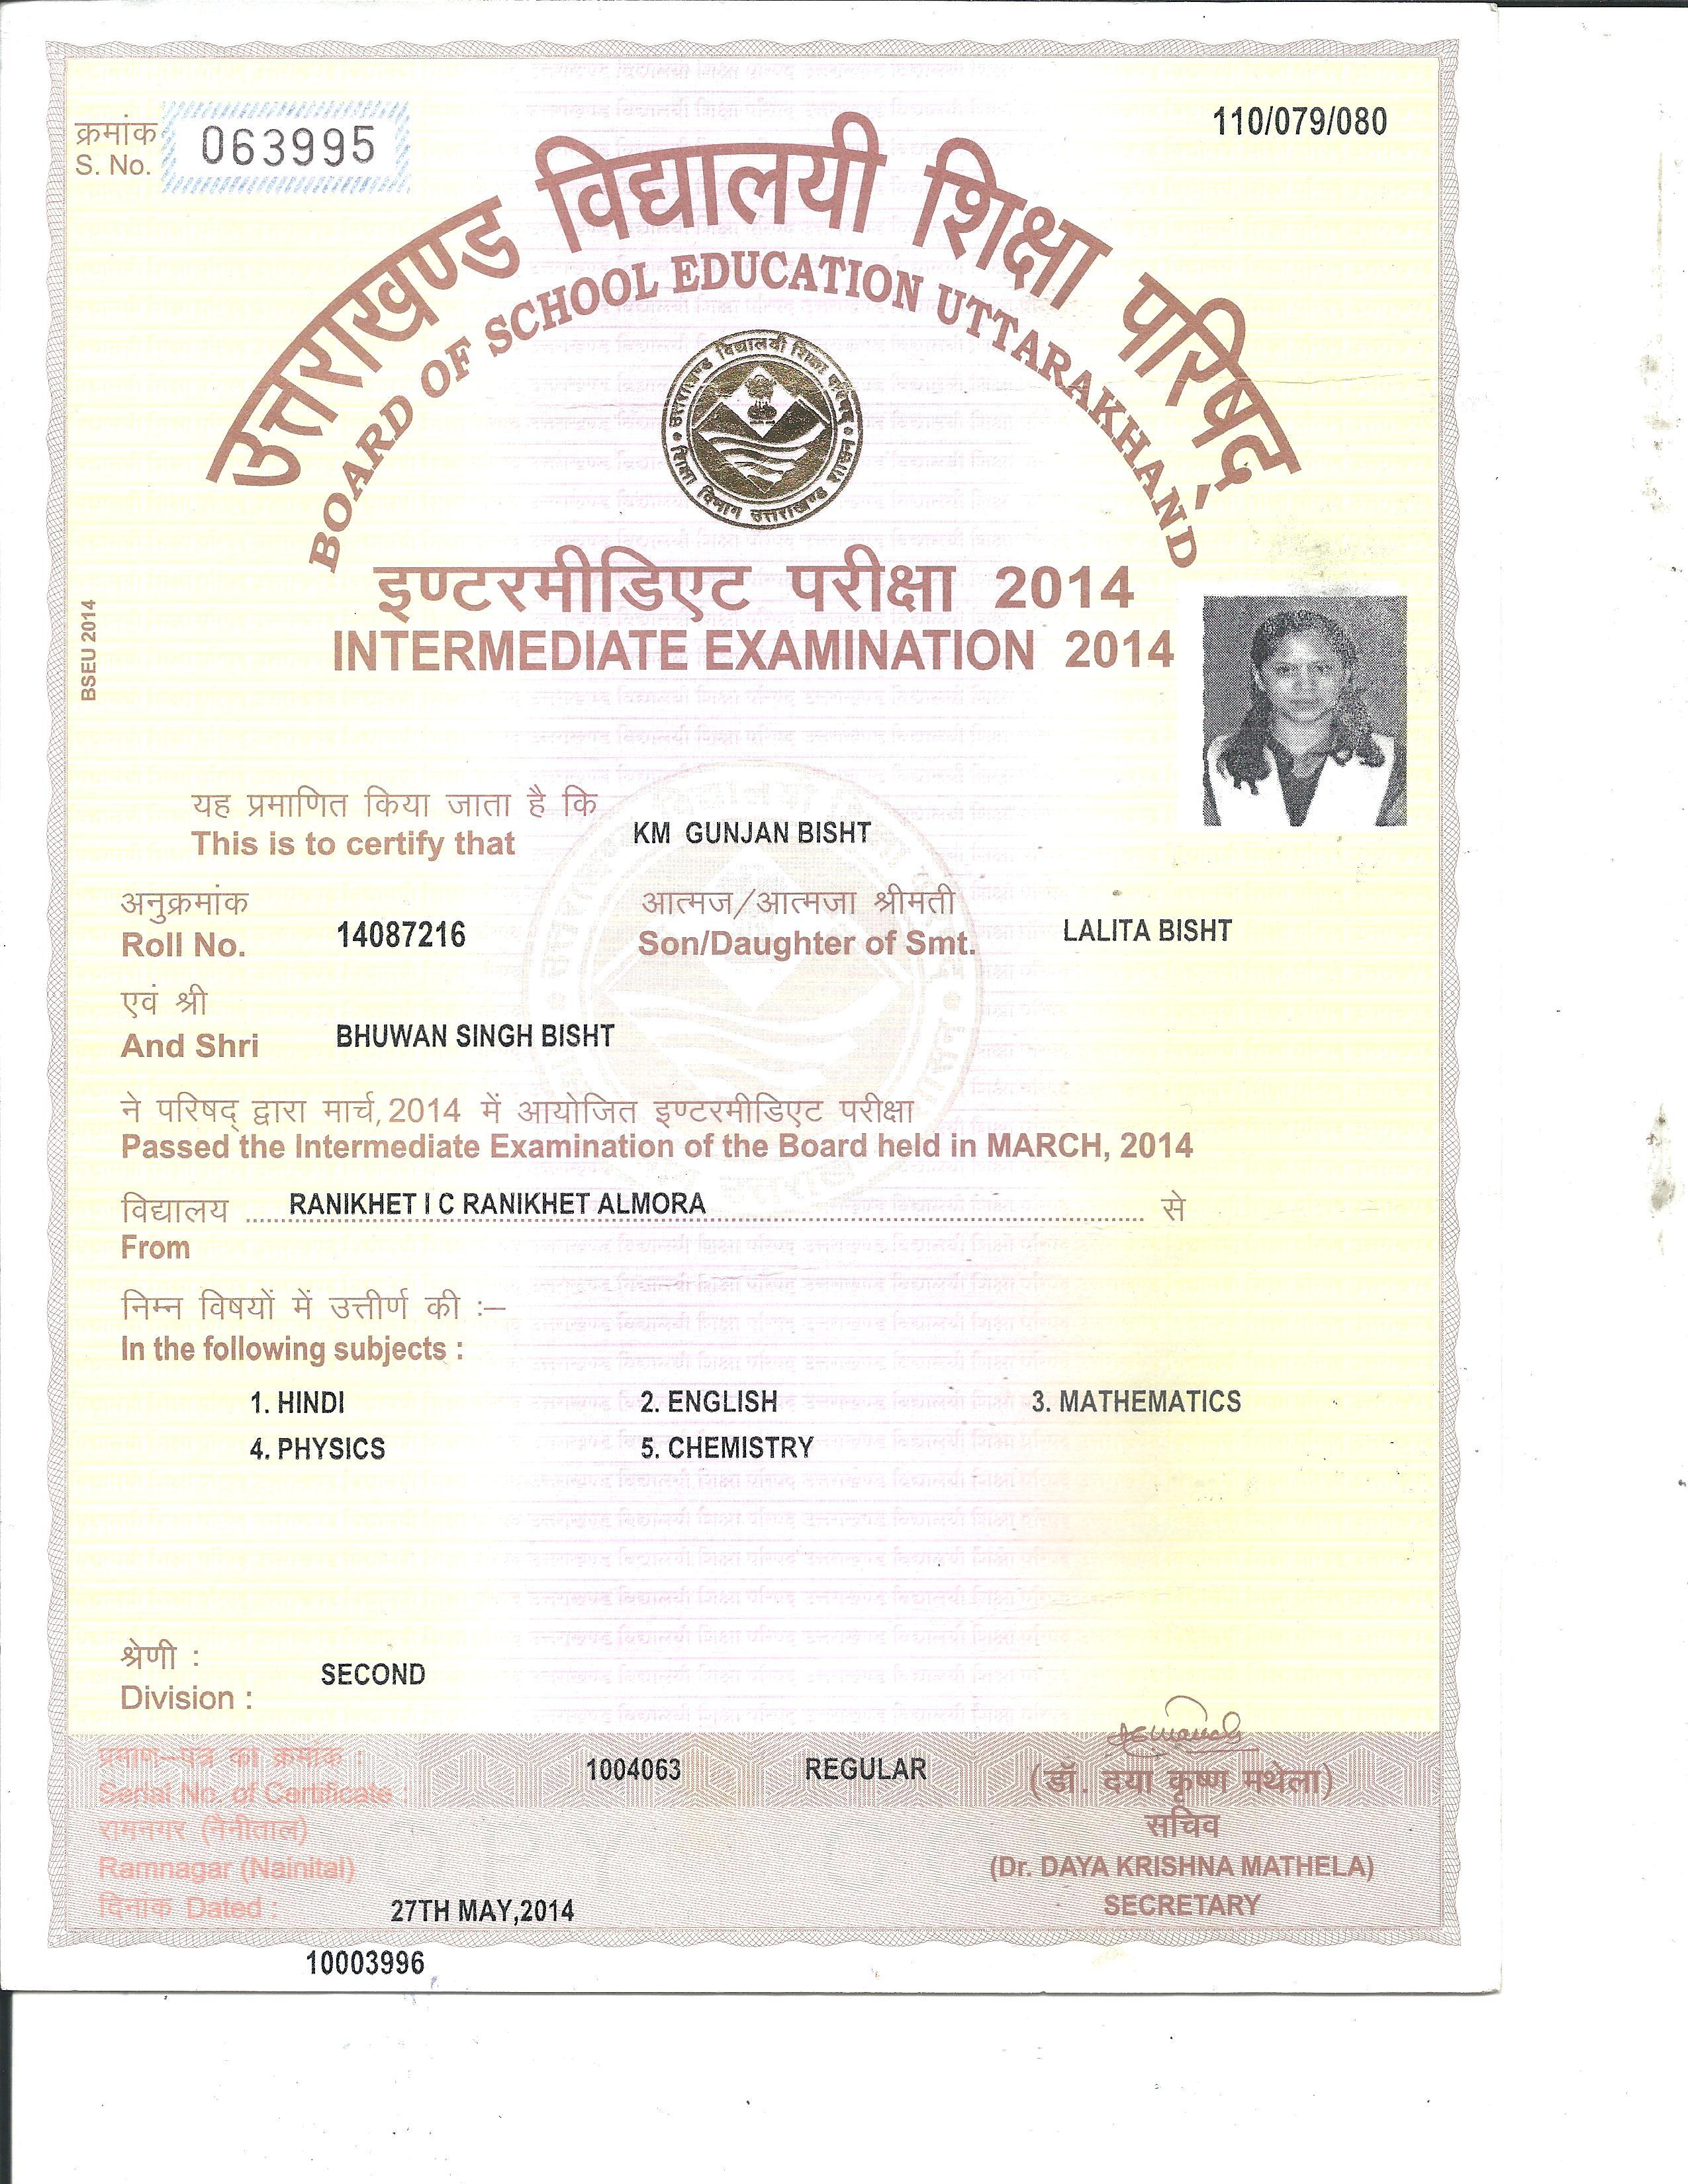 क्रमांक
S. No. 063995
110/079/080
उत्तराखण्ड विद्यालयी शिक्षा परिषद्
BOARD OF SCHOOL EDUCATION UTTARAKHAND
उत्तराखण्ड विद्यालयी शिक्षा परिषद्
शिक्षा विभाग उत्तराखण्ड शासन
इण्टरमीडिएट परीक्षा 2014
INTERMEDIATE EXAMINATION 2014
BSEU 2014
यह प्रमाणित किया जाता है कि
This is to certify that KM GUNJAN BISHT
अनुक्रमांक आत्मज/आत्मजा श्रीमती
Roll No. 14087216 Son/Daughter of Smt. LALITA BISHT
एवं श्री
And Shri BHUWAN SINGH BISHT
ने परिषद् द्वारा मार्च, 2014 में आयोजित इण्टरमीडिएट परीक्षा
Passed the Intermediate Examination of the Board held in MARCH, 2014
विद्यालय RANIKHET I C RANIKHET ALMORA से
From
निम्न विषयों में उत्तीर्ण की :–
In the following subjects :
1. HINDI 2. ENGLISH 3. MATHEMATICS
4. PHYSICS 5. CHEMISTRY
श्रेणी :
Division : SECOND
प्रमाण–पत्र का क्रमांक :
Serial No. of Certificate : 1004063 REGULAR
(डॉ. दया कृष्ण मथेला)
रामनगर (नैनीताल) सचिव
Ramnagar (Nainital) (Dr. DAYA KRISHNA MATHELA)
दिनांक Dated : 27TH MAY,2014 SECRETARY
10003996